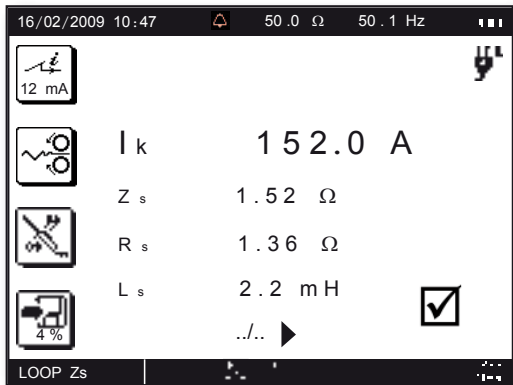 16/02/2009 10:47 50.0 Ω 50.1 Hz
i
12 mA
Ik 152.0 A
Zs 1.52 Ω
Rs 1.36 Ω
Ls 2.2 mH
4 %
../..
LOOP Zs